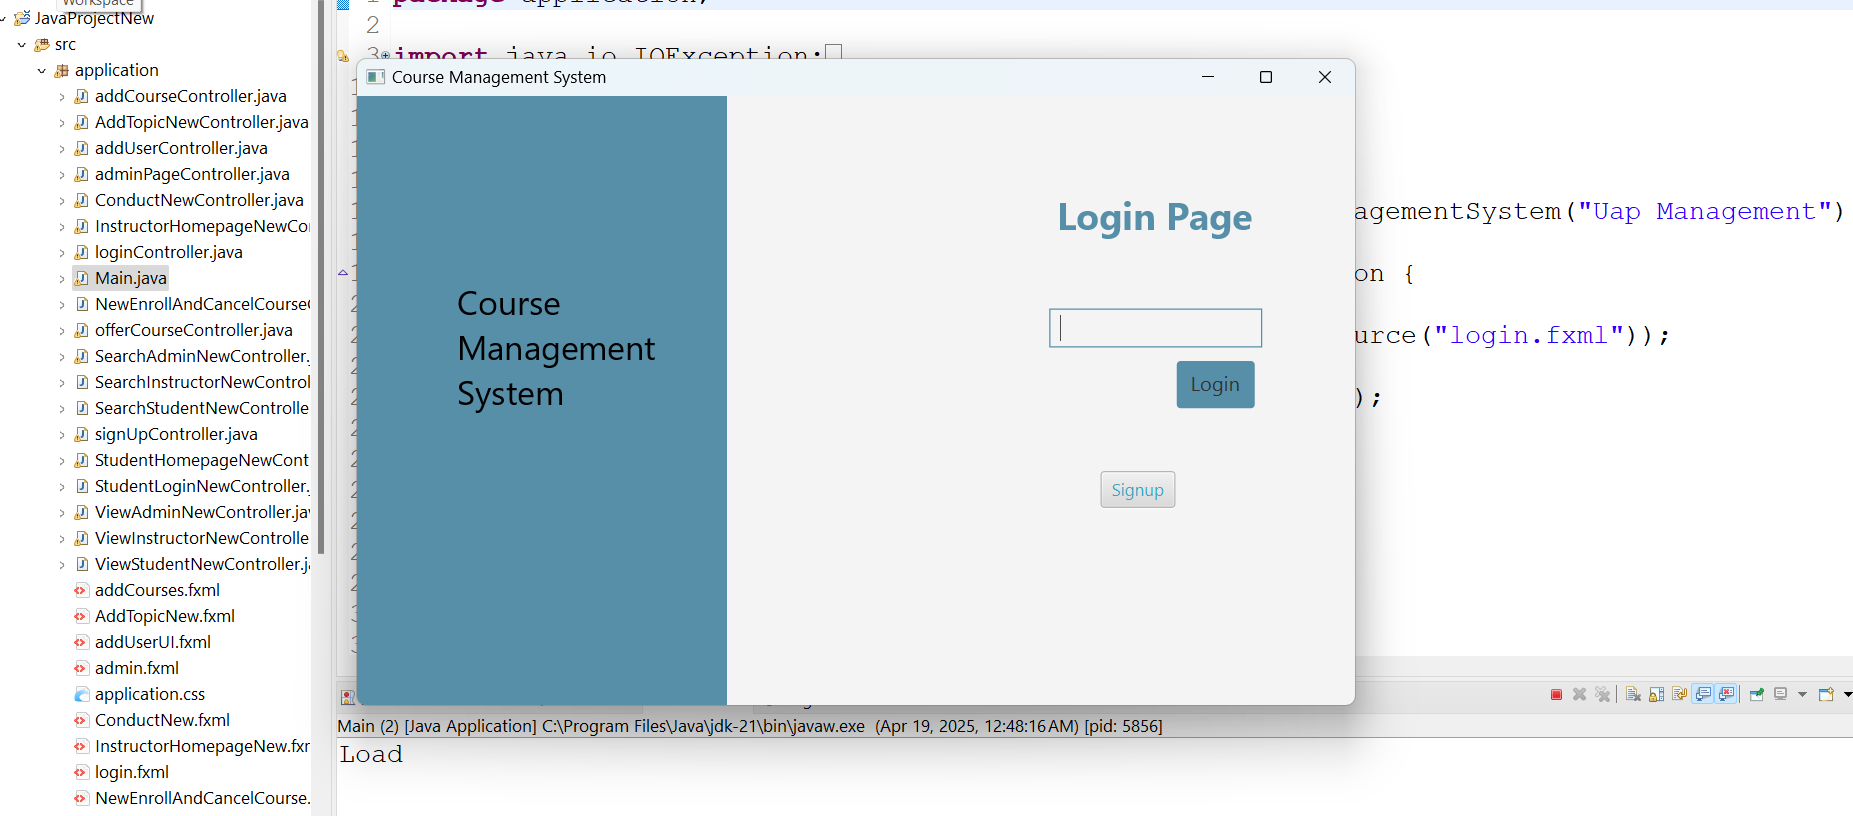 Workspace
JavaProjectNew
src
application
addCourseController.java
AddTopicNewController.java
addUserController.java
adminPageController.java
ConductNewController.java
InstructorHomepageNewCo
loginController.java
Main.java
NewEnrollAndCancelCourse
offerCourseController.java
SearchAdminNewController.
SearchInstructorNewControl
SearchStudentNewControlle
signUpController.java
StudentHomepageNewCont
StudentLoginNewController.
ViewAdminNewController.ja
ViewInstructorNewControlle
ViewStudentNewController.j
addCourses.fxml
AddTopicNew.fxml
addUserUI.fxml
admin.fxml
application.css
ConductNew.fxml
InstructorHomepageNew.fx
login.fxml
NewEnrollAndCancelCourse.
1 package application;
2
3 import java.io.IOException;
agementSystem("Uap Management")
on {
urce("login.fxml"));
);
Course Management System
Course
Management
System
Login Page
Login
Signup
Main (2) [Java Application] C:\Program Files\Java\jdk-21\bin\javaw.exe (Apr 19, 2025, 12:48:16 AM) [pid: 5856]
Load